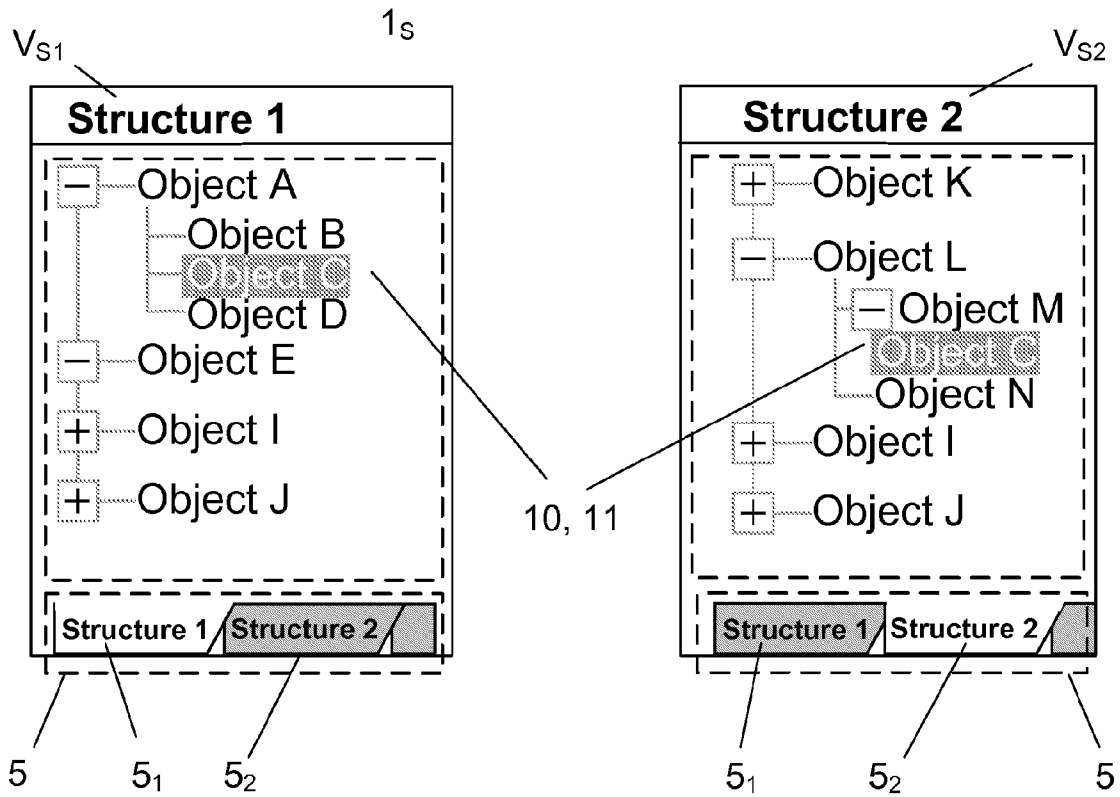 1S
VS1
VS2
Structure 1
− Object A
Object B
Object C
Object D
− Object E
+ Object I
+ Object J
Structure 1 Structure 2
Structure 2
+ Object K
− Object L
− Object M
Object C
Object N
+ Object I
+ Object J
Structure 1 Structure 2
10, 11
5 51 52 51 52 5